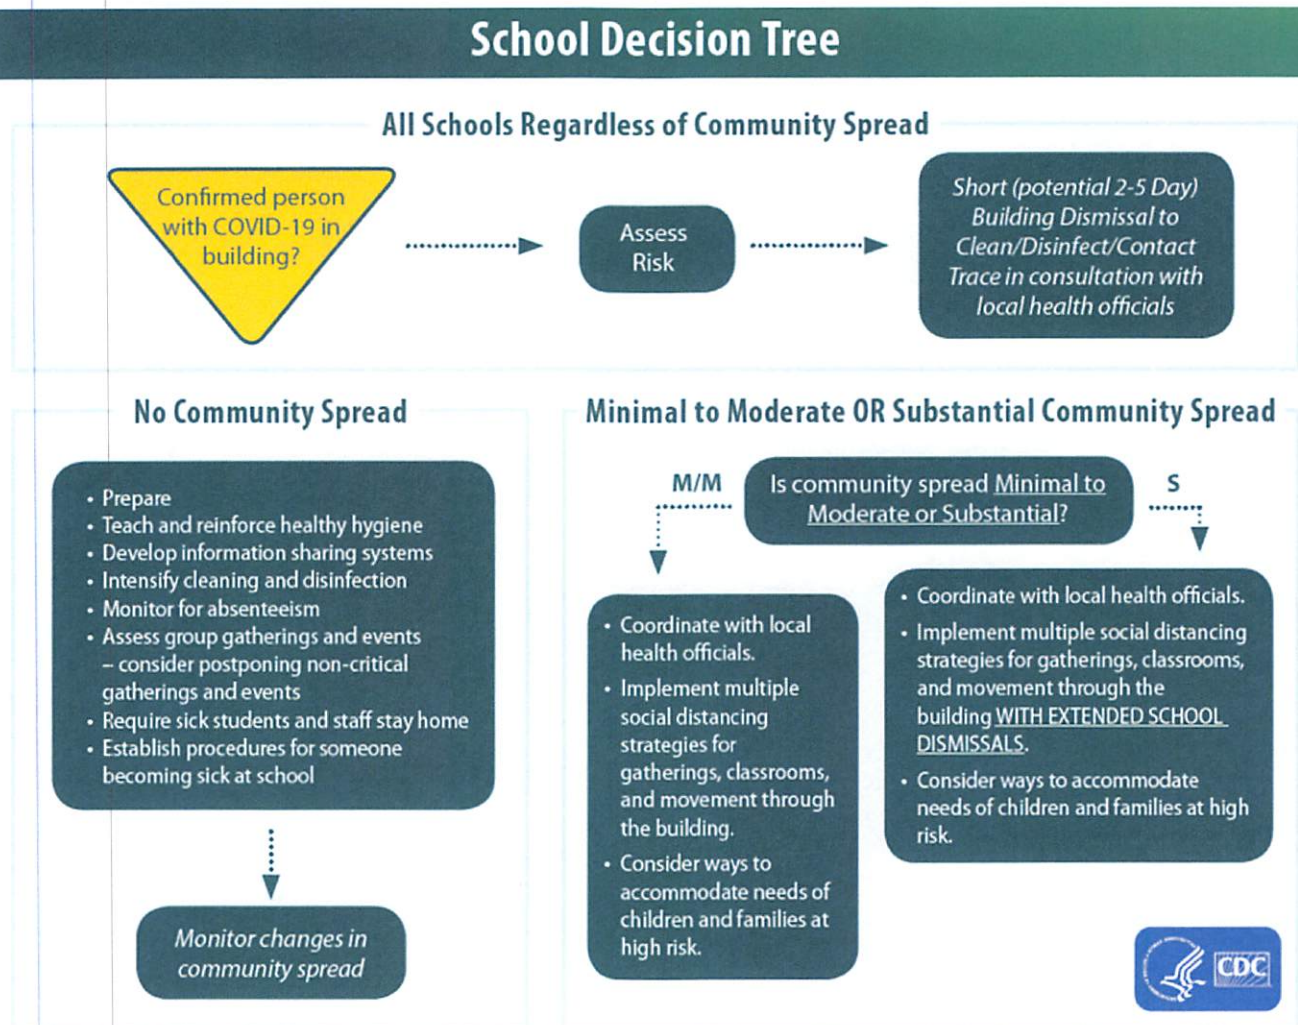 School Decision Tree
All Schools Regardless of Community Spread
Confirmed person
with COVID-19 in
building?
Assess
Risk
Short (potential 2-5 Day)
Building Dismissal to
Clean/Disinfect/Contact
Trace in consultation with
local health officials
No Community Spread
• Prepare
• Teach and reinforce healthy hygiene
• Develop information sharing systems
• Intensify cleaning and disinfection
• Monitor for absenteeism
• Assess group gatherings and events
– consider postponing non-critical
gatherings and events
• Require sick students and staff stay home
• Establish procedures for someone
becoming sick at school
Monitor changes in
community spread
Minimal to Moderate OR Substantial Community Spread
Is community spread Minimal to
Moderate or Substantial?
M/M
S
• Coordinate with local
health officials.
• Implement multiple
social distancing
strategies for
gatherings, classrooms,
and movement through
the building.
• Consider ways to
accommodate needs of
children and families at
high risk.
• Coordinate with local health officials.
• Implement multiple social distancing
strategies for gatherings, classrooms,
and movement through the
building WITH EXTENDED SCHOOL
DISMISSALS.
• Consider ways to accommodate
needs of children and families at high
risk.
CDC